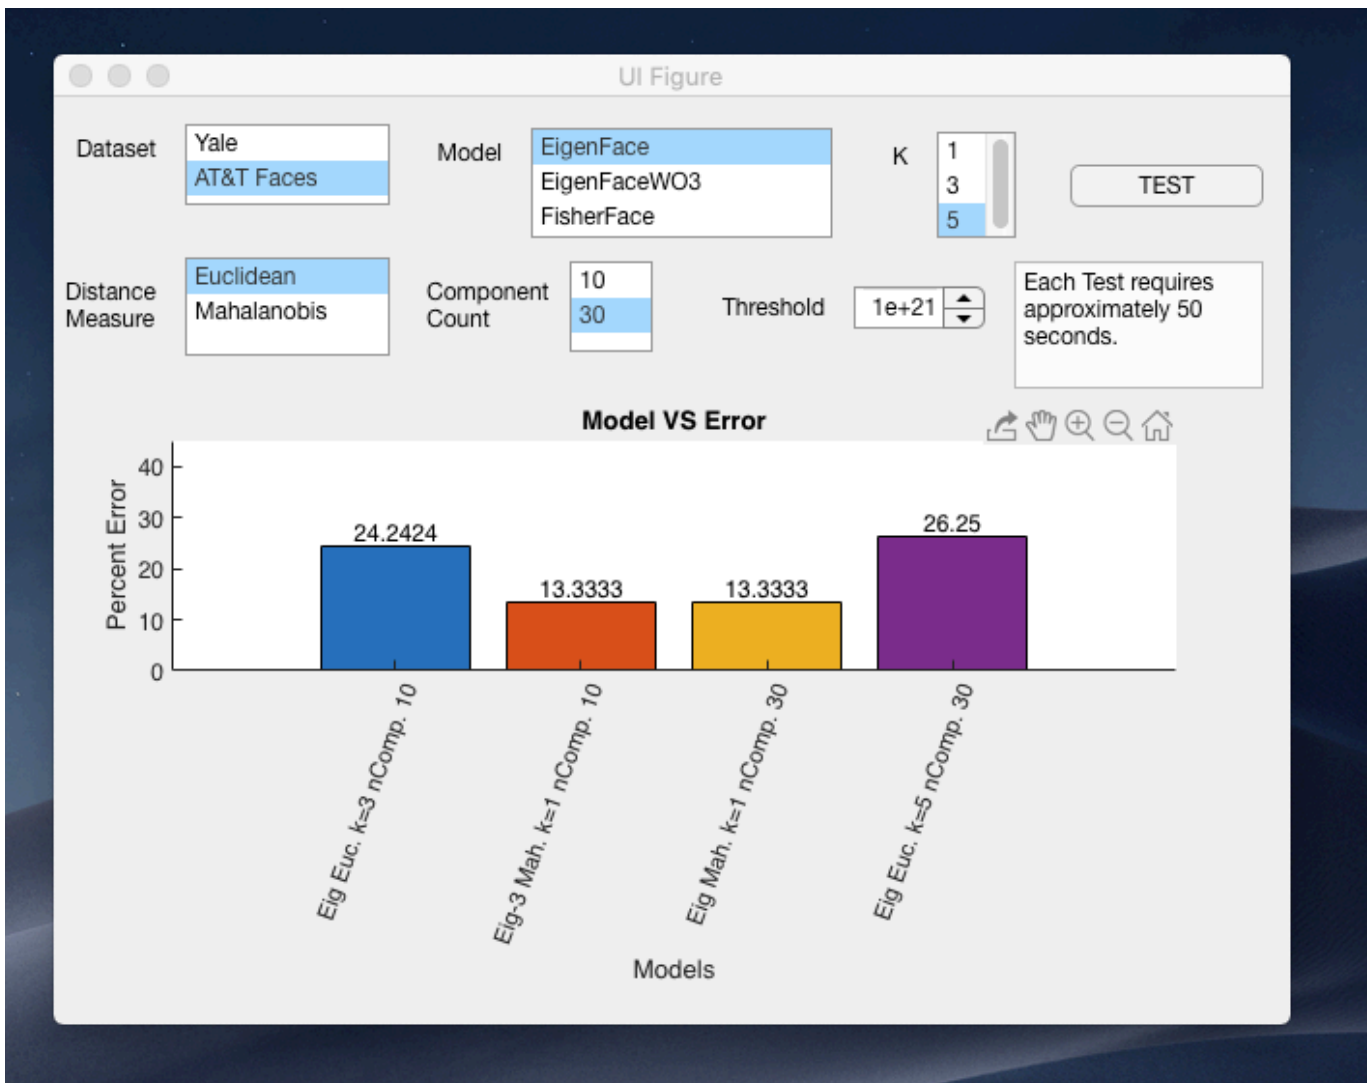 UI Figure
Dataset
Yale
AT&T Faces
Model
EigenFace
EigenFaceWO3
FisherFace
K
1
3
5
TEST
Distance
Measure
Euclidean
Mahalanobis
Component
Count
10
30
Threshold
1e+21
Each Test requires
approximately 50
seconds.
Model VS Error
Percent Error
40
30
20
10
0
24.2424
13.3333
13.3333
26.25
Eig Euc. k=3 nComp. 10
Eig-3 Mah. k=1 nComp. 10
Eig Mah. k=1 nComp. 30
Eig Euc. k=5 nComp. 30
Models